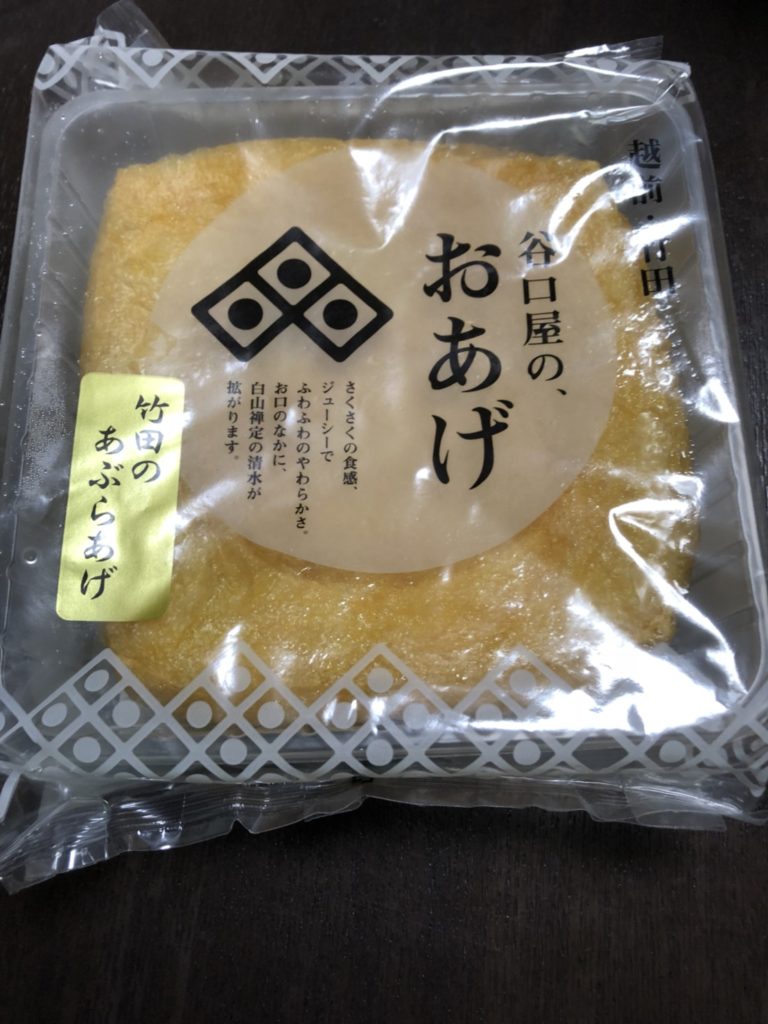 越前・竹田
谷口屋の、
おあげ
さくさくの食感、
ジューシーで
ふわふわのやわらかさ。
お口のなかに、
白山禅定の清水が
拡がります。
竹田の
あぶらあげ